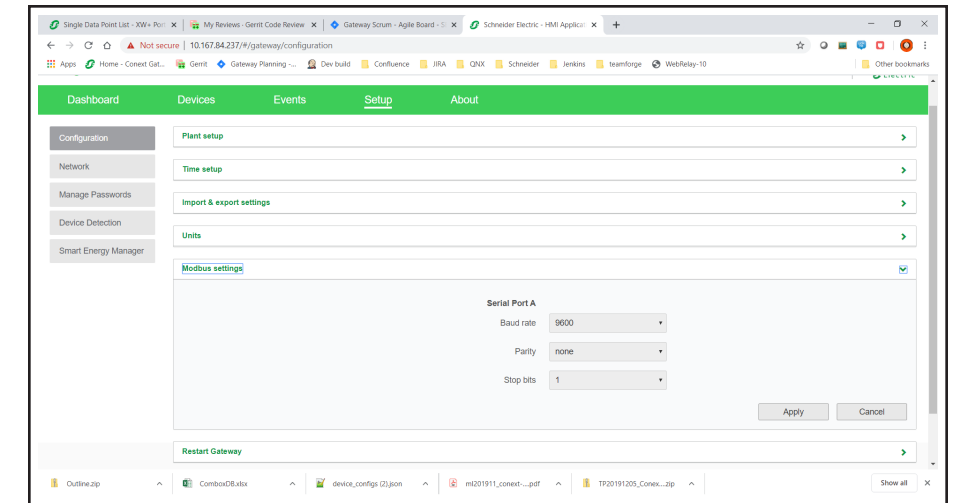 Single Data Point List - XW+ Por
My Reviews · Gerrit Code Review
Gateway Scrum - Agile Board - S
Schneider Electric - HMI Applicat
Not secure | 10.167.84.237/#/gateway/configuration
Apps Home - Conext Gat... Gerrit Gateway Planning -... Dev build Confluence JIRA QNX Schneider Jenkins teamforge WebRelay-10 Other bookmarks
Dashboard Devices Events Setup About
Configuration
Network
Manage Passwords
Device Detection
Smart Energy Manager
Plant setup
Time setup
Import & export settings
Units
Modbus settings
Serial Port A
Baud rate 9600
Parity none
Stop bits 1
Apply Cancel
Restart Gateway
Outline.zip ComboxDB.xlsx device_configs (2).json ml201911_conext-....pdf TP20191205_Conex....zip Show all